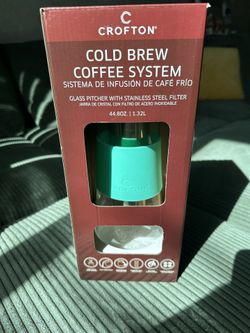 CROFTON®
COLD BREW
COFFEE SYSTEM
SISTEMA DE INFUSIÓN DE CAFÉ FRÍO
GLASS PITCHER WITH STAINLESS STEEL FILTER
JARRA DE CRISTAL CON FILTRO DE ACERO INOXIDABLE
44.8OZ. | 1.32L